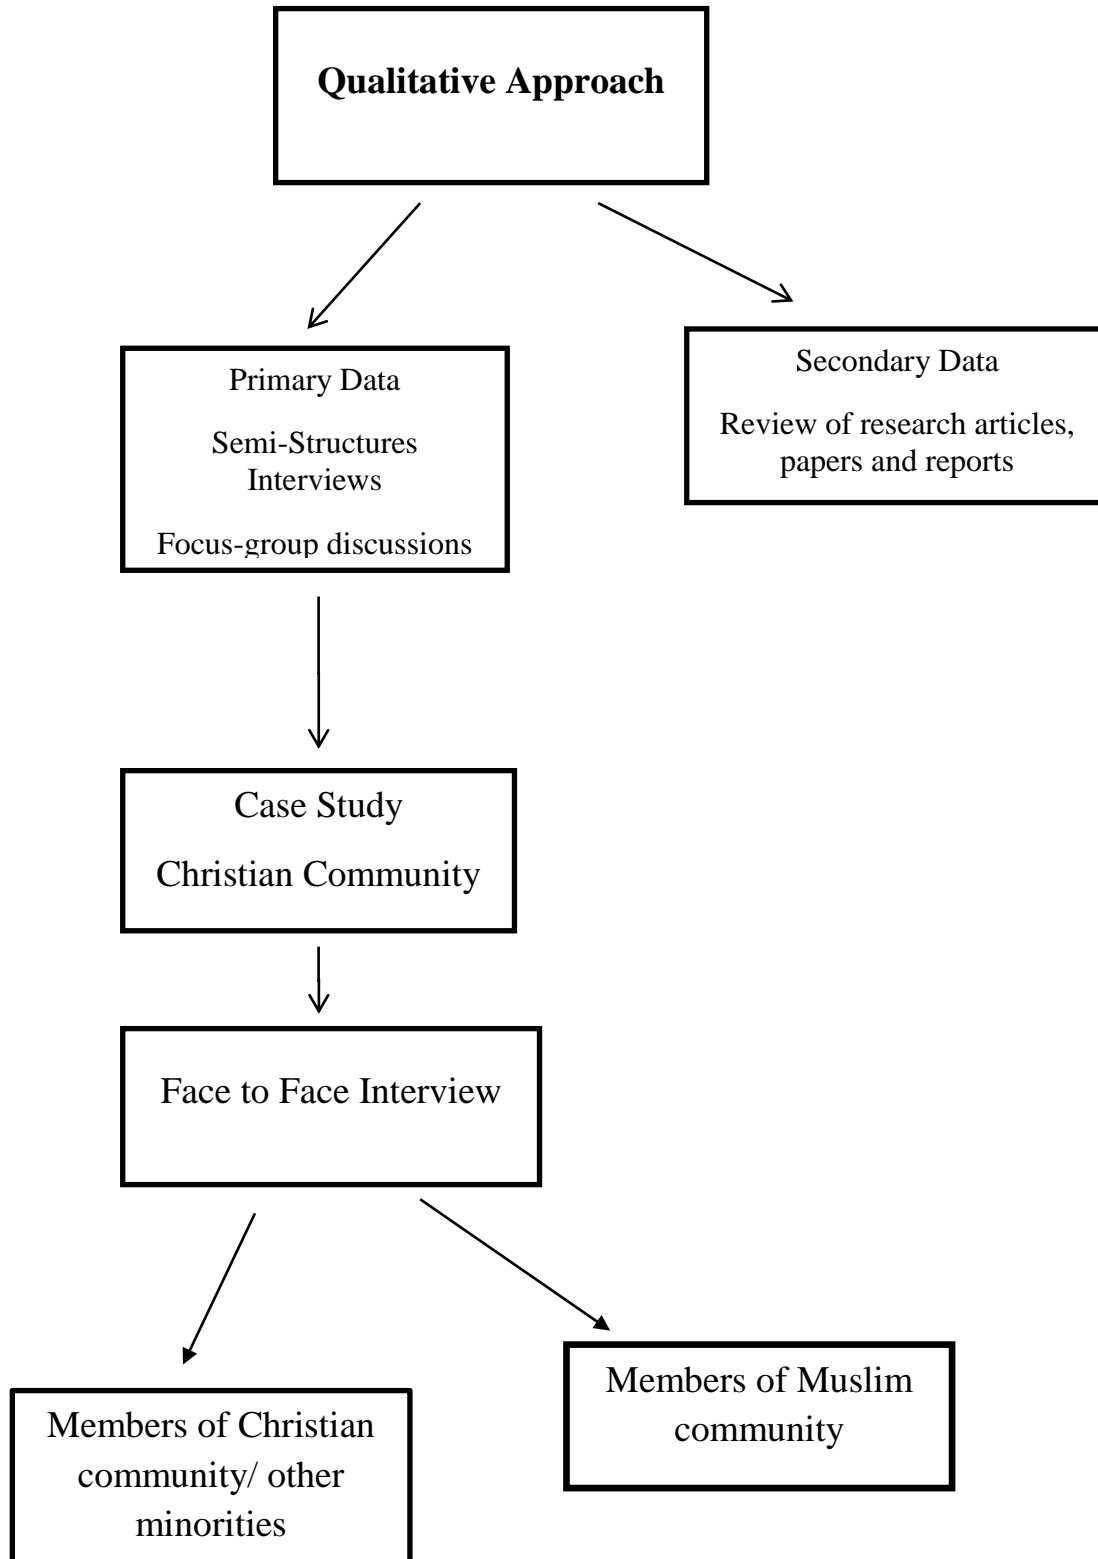 Qualitative Approach
Primary Data
Semi-Structures
Interviews
Focus-group discussions
Secondary Data
Review of research articles,
papers and reports
Case Study
Christian Community
Face to Face Interview
Members of Christian
community/ other
minorities
Members of Muslim
community